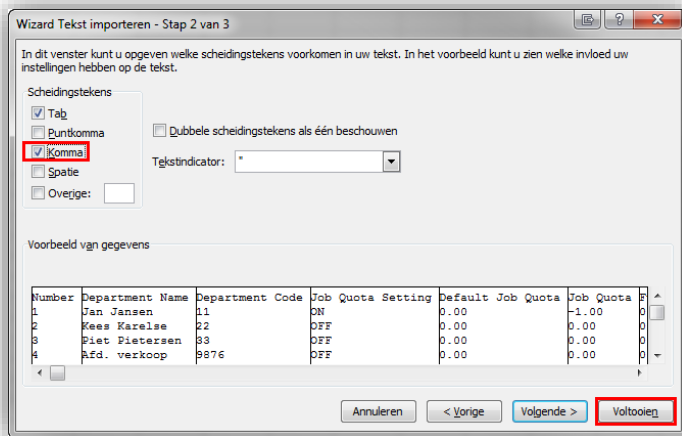 Wizard Tekst importeren - Stap 2 van 3
In dit venster kunt u opgeven welke scheidingstekens voorkomen in uw tekst. In het voorbeeld kunt u zien welke invloed uw
instellingen hebben op de tekst.
Scheidingstekens
Tab
Puntkomma
Komma
Spatie
Overige:
Dubbele scheidingstekens als één beschouwen
Tekstindicator: "
Voorbeeld van gegevens
Number Department Name Department Code Job Quota Setting Default Job Quota Job Quota
1 Jan Jansen 11 ON 0.00 -1.00 0
2 Kees Karelse 22 OFF 0.00 0.00 0
3 Piet Pietersen 33 OFF 0.00 0.00 0
4 Afd. verkoop 9876 OFF 0.00 0.00 0
Annuleren < Vorige Volgende > Voltooien